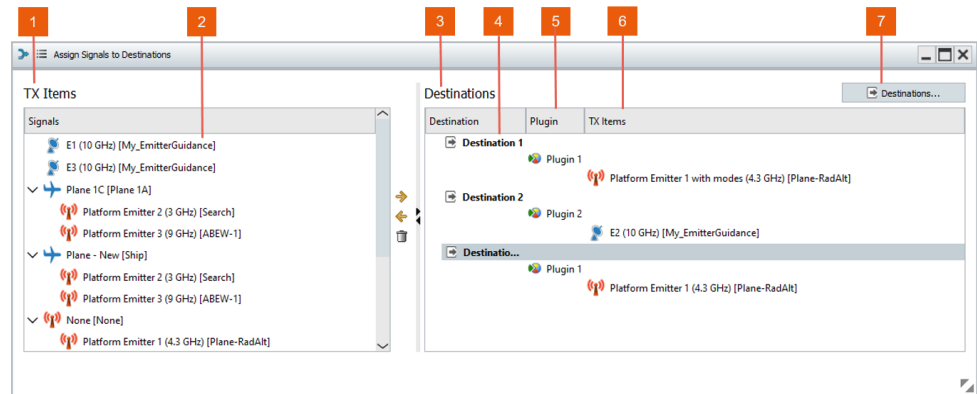 1 2 3 4 5 6 7
Assign Signals to Destinations
TX Items
Signals
E1 (10 GHz) [My_EmitterGuidance]
E3 (10 GHz) [My_EmitterGuidance]
Plane 1C [Plane 1A]
Platform Emitter 2 (3 GHz) [Search]
Platform Emitter 3 (9 GHz) [ABEW-1]
Plane - New [Ship]
Platform Emitter 2 (3 GHz) [Search]
Platform Emitter 3 (9 GHz) [ABEW-1]
None [None]
Platform Emitter 1 (4.3 GHz) [Plane-RadAlt]
Destinations
Destinations...
Destination Plugin TX Items
Destination 1
Plugin 1
Platform Emitter 1 with modes (4.3 GHz) [Plane-RadAlt]
Destination 2
Plugin 2
E2 (10 GHz) [My_EmitterGuidance]
Destinatio...
Plugin 1
Platform Emitter 1 (4.3 GHz) [Plane-RadAlt]